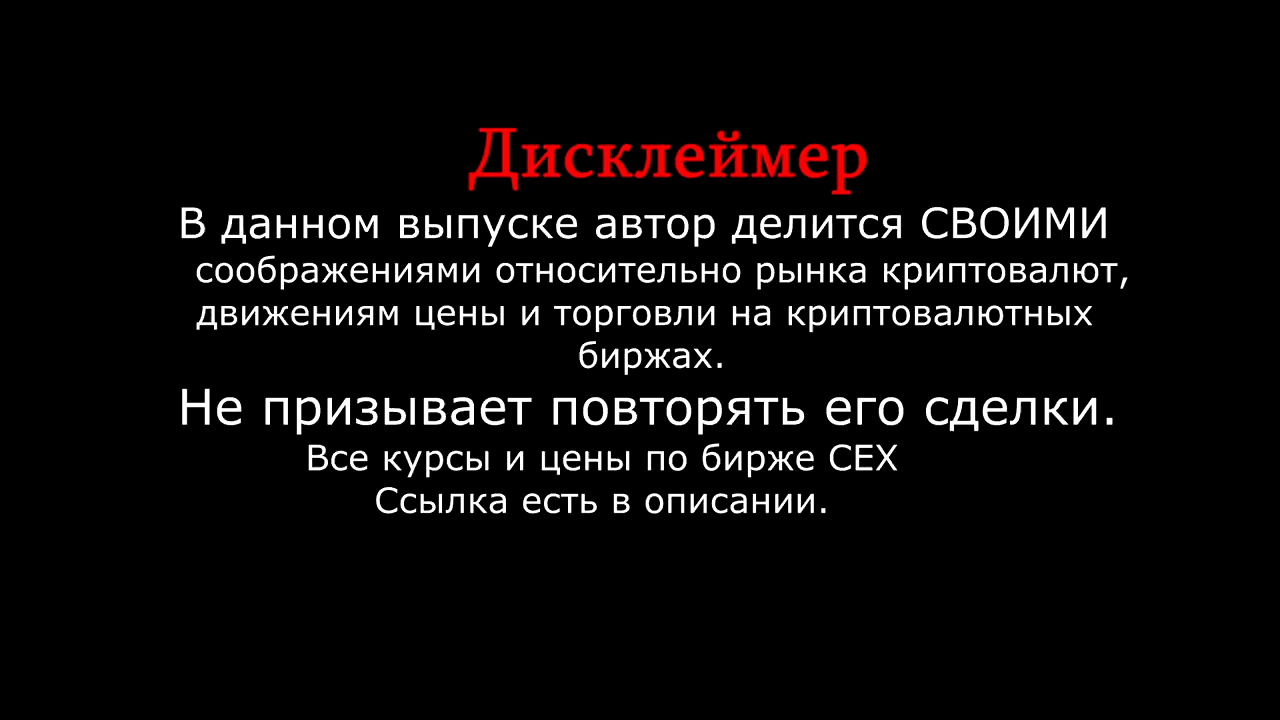 Дисклеймер
В данном выпуске автор делится СВОИМИ
соображениями относительно рынка криптовалют,
движениям цены и торговли на криптовалютных
биржах.
Не призывает повторять его сделки.
Все курсы и цены по бирже CEX
Ссылка есть в описании.